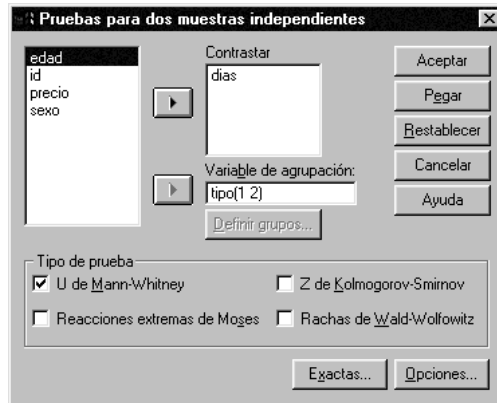 Pruebas para dos muestras independientes
edad
id
precio
sexo
Contrastar
dias
Variable de agrupación:
tipo(1 2)
Definir grupos...
Aceptar
Pegar
Restablecer
Cancelar
Ayuda
Tipo de prueba
U de Mann-Whitney
Z de Kolmogorov-Smirnov
Reacciones extremas de Moses
Rachas de Wald-Wolfowitz
Exactas...
Opciones...